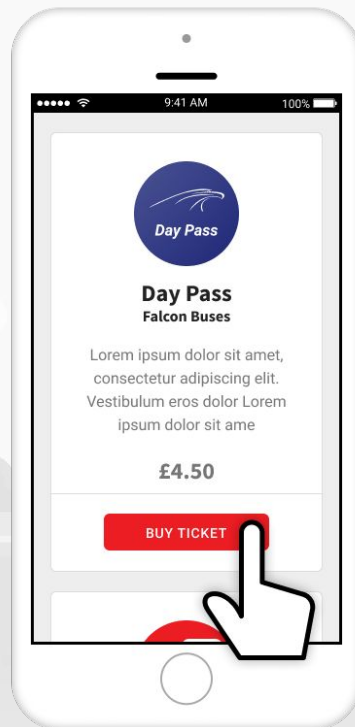 9:41 AM
100%
Day Pass
Day Pass
Falcon Buses
Lorem ipsum dolor sit amet,
consectetur adipiscing elit.
Vestibulum eros dolor Lorem
ipsum dolor sit ame
£4.50
BUY TICKET